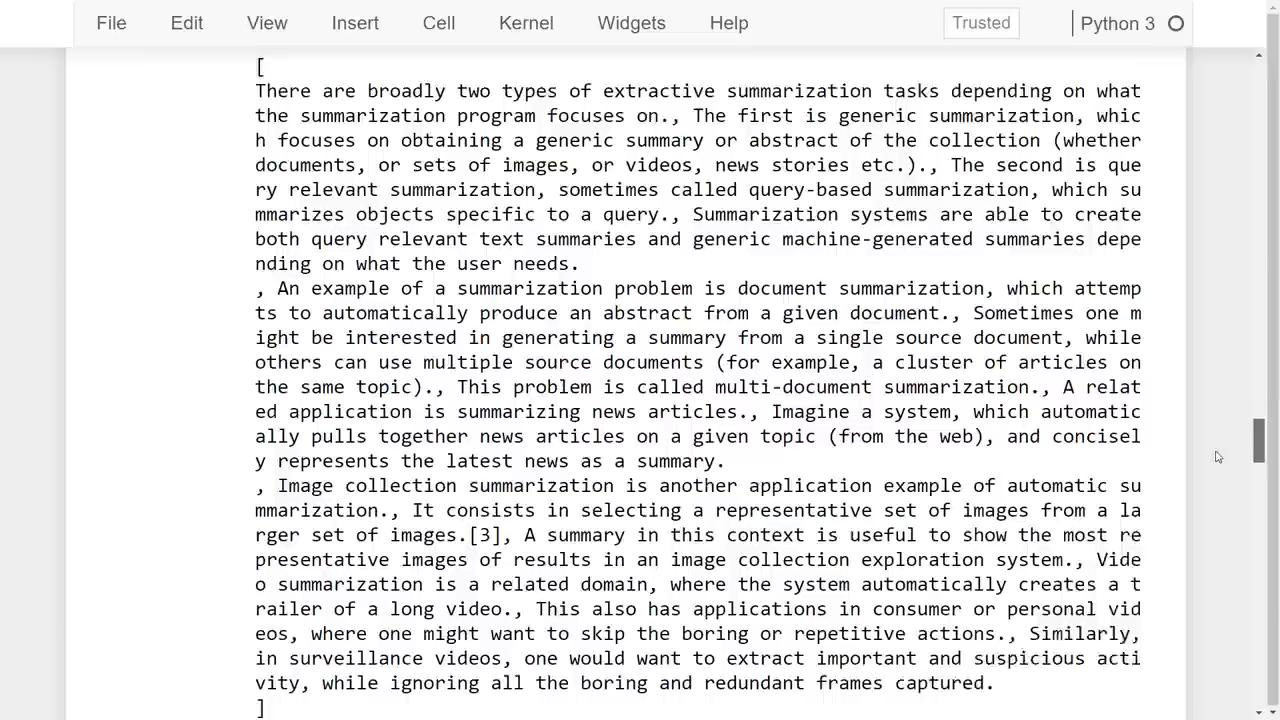 File Edit View Insert Cell Kernel Widgets Help Trusted Python 3
[
There are broadly two types of extractive summarization tasks depending on what
the summarization program focuses on., The first is generic summarization, whic
h focuses on obtaining a generic summary or abstract of the collection (whether
documents, or sets of images, or videos, news stories etc.)., The second is que
ry relevant summarization, sometimes called query-based summarization, which su
mmarizes objects specific to a query., Summarization systems are able to create
both query relevant text summaries and generic machine-generated summaries depe
nding on what the user needs.
, An example of a summarization problem is document summarization, which attemp
ts to automatically produce an abstract from a given document., Sometimes one m
ight be interested in generating a summary from a single source document, while
others can use multiple source documents (for example, a cluster of articles on
the same topic)., This problem is called multi-document summarization., A relat
ed application is summarizing news articles., Imagine a system, which automatic
ally pulls together news articles on a given topic (from the web), and concisel
y represents the latest news as a summary.
, Image collection summarization is another application example of automatic su
mmarization., It consists in selecting a representative set of images from a la
rger set of images.[3], A summary in this context is useful to show the most re
presentative images of results in an image collection exploration system., Vide
o summarization is a related domain, where the system automatically creates a t
railer of a long video., This also has applications in consumer or personal vid
eos, where one might want to skip the boring or repetitive actions., Similarly,
in surveillance videos, one would want to extract important and suspicious acti
vity, while ignoring all the boring and redundant frames captured.
]